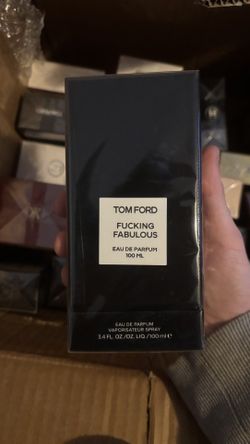 TOM FORD
FUCKING
FABULOUS
EAU DE PARFUM
100 ML
EAU DE PARFUM
VAPORISATEUR SPRAY
3.4 FL. OZ./OZ. LIQ./100 ml ℮